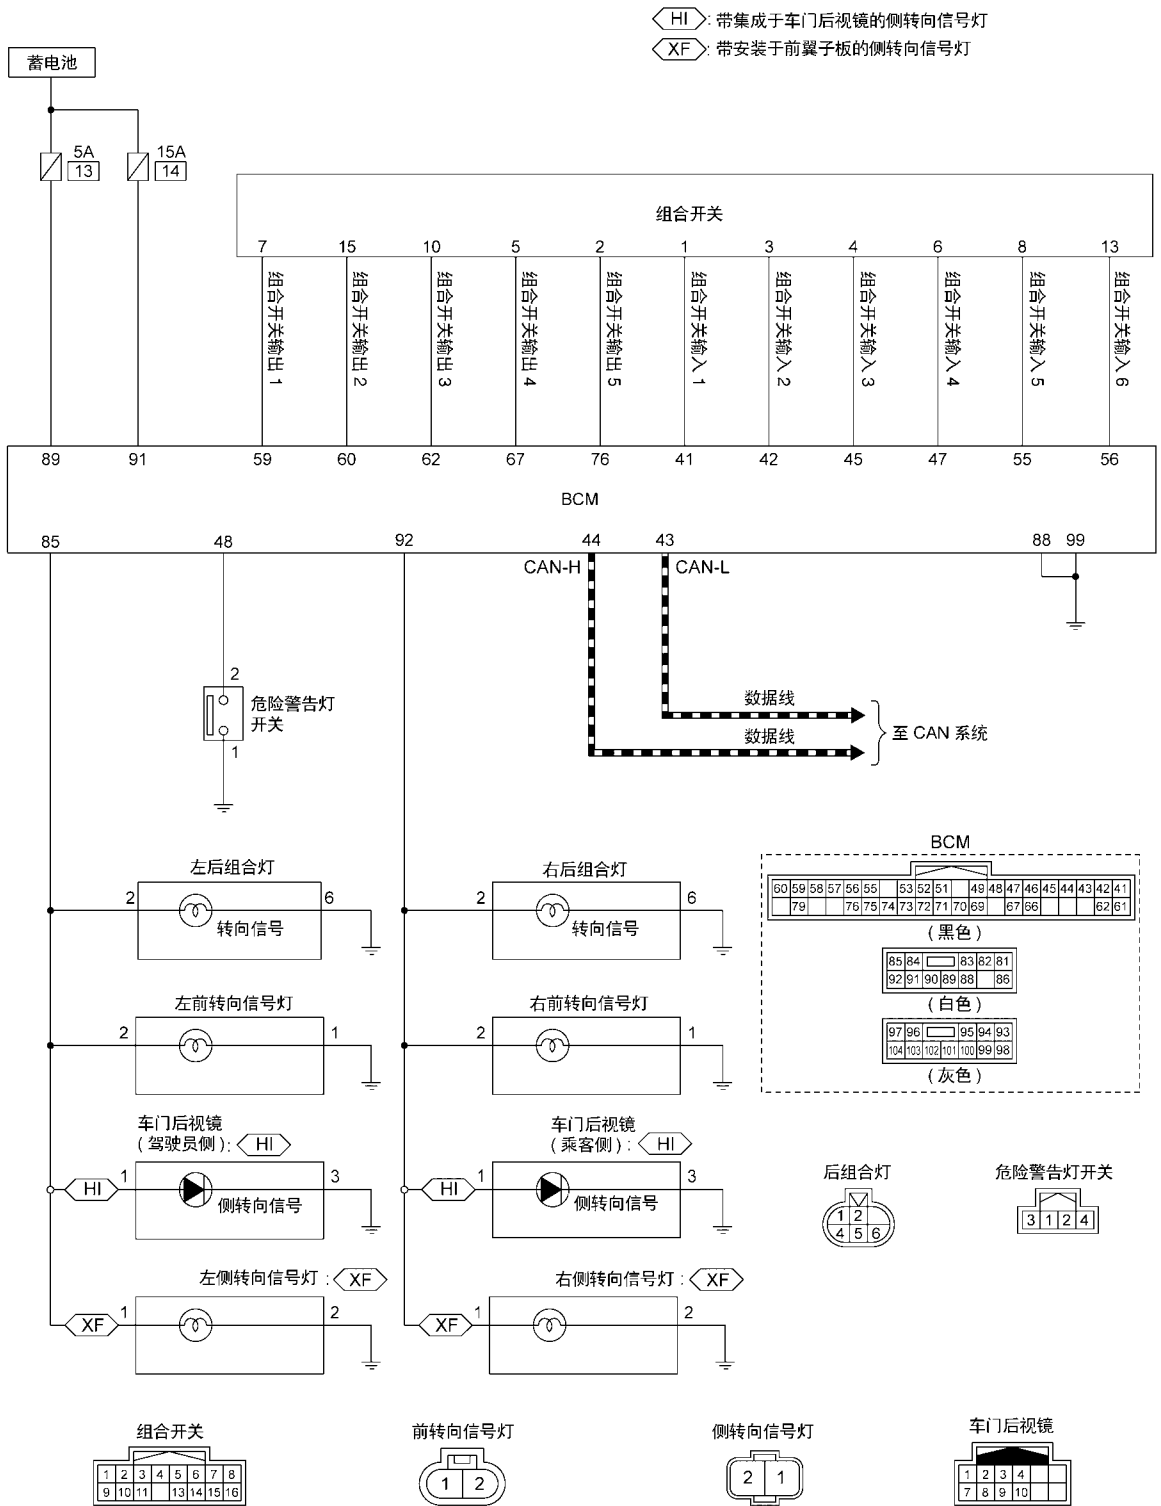 HI : 带集成于车门后视镜的侧转向信号灯
XF : 带安装于前翼子板的侧转向信号灯
蓄电池
5A 15A
13 14
组合开关
7 15 10 5 2 1 3 4 6 8 13
组合开关输出 1
组合开关输出 2
组合开关输出 3
组合开关输出 4
组合开关输出 5
组合开关输入 1
组合开关输入 2
组合开关输入 3
组合开关输入 4
组合开关输入 5
组合开关输入 6
89 91 59 60 62 67 76 41 42 45 47 55 56
BCM
85 48 92 44 43 88 99
CAN-H CAN-L
2
危险警告灯
开关
1
数据线
数据线
至 CAN 系统
左后组合灯
2 6
转向信号
右后组合灯
2 6
转向信号
左前转向信号灯
2 1
右前转向信号灯
2 1
车门后视镜
(驾驶员侧): HI
HI 1 3
侧转向信号
车门后视镜
(乘客侧): HI
HI 1 3
侧转向信号
左侧转向信号灯 : XF
XF 1 2
右侧转向信号灯 : XF
XF 1 2
BCM
60 59 58 57 56 55 53 52 51 49 48 47 46 45 44 43 42 41
79 76 75 74 73 72 71 70 69 67 66 62 61
(黑色)
85 84 83 82 81
92 91 90 89 88 86
(白色)
97 96 95 94 93
104 103 102 101 100 99 98
(灰色)
后组合灯
1 2
4 5 6
危险警告灯开关
3 1 2 4
组合开关
1 2 3 4 5 6 7 8
9 10 11 13 14 15 16
前转向信号灯
1 2
侧转向信号灯
2 1
车门后视镜
1 2 3 4
7 8 9 10